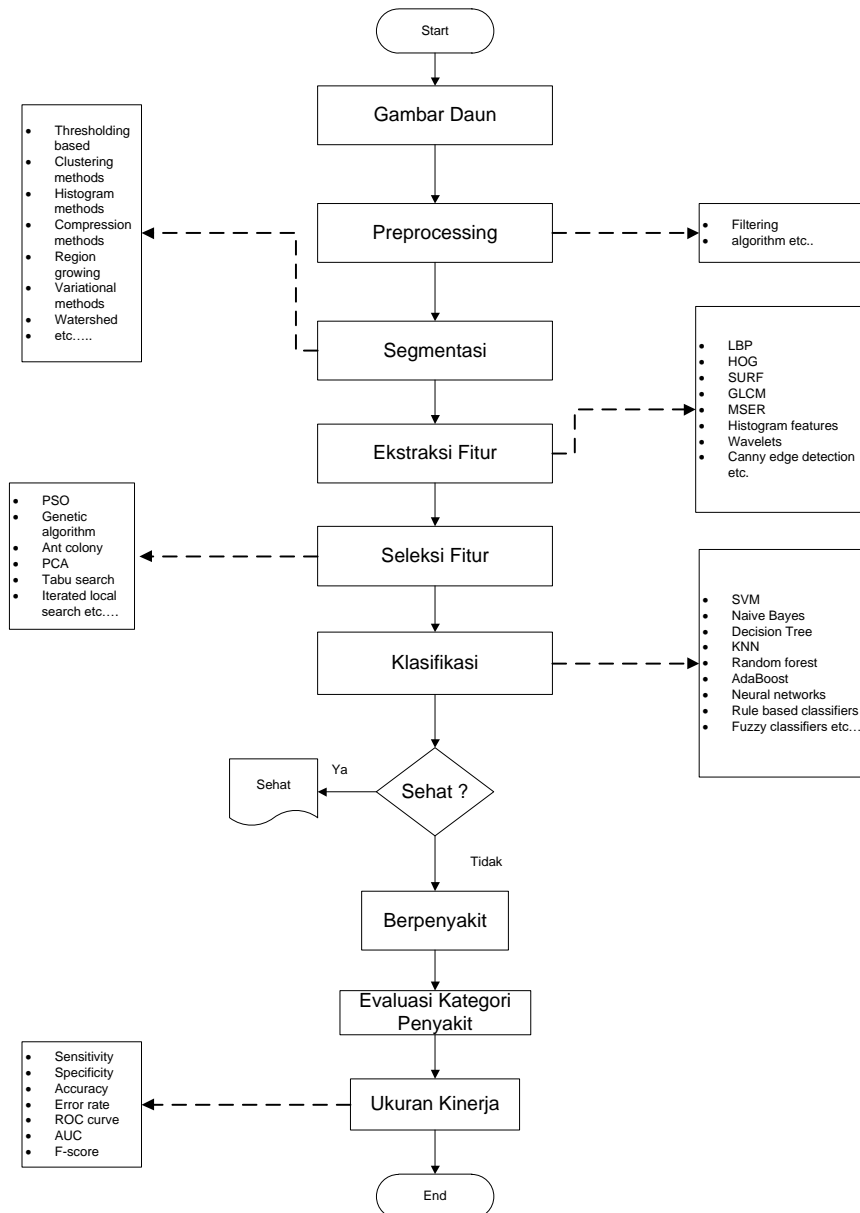 Start
Gambar Daun
• Thresholding
based
• Clustering
methods
• Histogram
methods
• Compression
methods
• Region
growing
• Variational
methods
• Watershed
• etc…..
Preprocessing
• Filtering
• algorithm etc..
Segmentasi
• LBP
• HOG
• SURF
• GLCM
• MSER
• Histogram features
• Wavelets
• Canny edge detection
etc.
Ekstraksi Fitur
• PSO
• Genetic
algorithm
• Ant colony
• PCA
• Tabu search
• Iterated local
search etc….
Seleksi Fitur
Klasifikasi
• SVM
• Naive Bayes
• Decision Tree
• KNN
• Random forest
• AdaBoost
• Neural networks
• Rule based classifiers
• Fuzzy classifiers etc…
Sehat ?
Ya
Sehat
Tidak
Berpenyakit
Evaluasi Kategori
Penyakit
Ukuran Kinerja
• Sensitivity
• Specificity
• Accuracy
• Error rate
• ROC curve
• AUC
• F-score
End